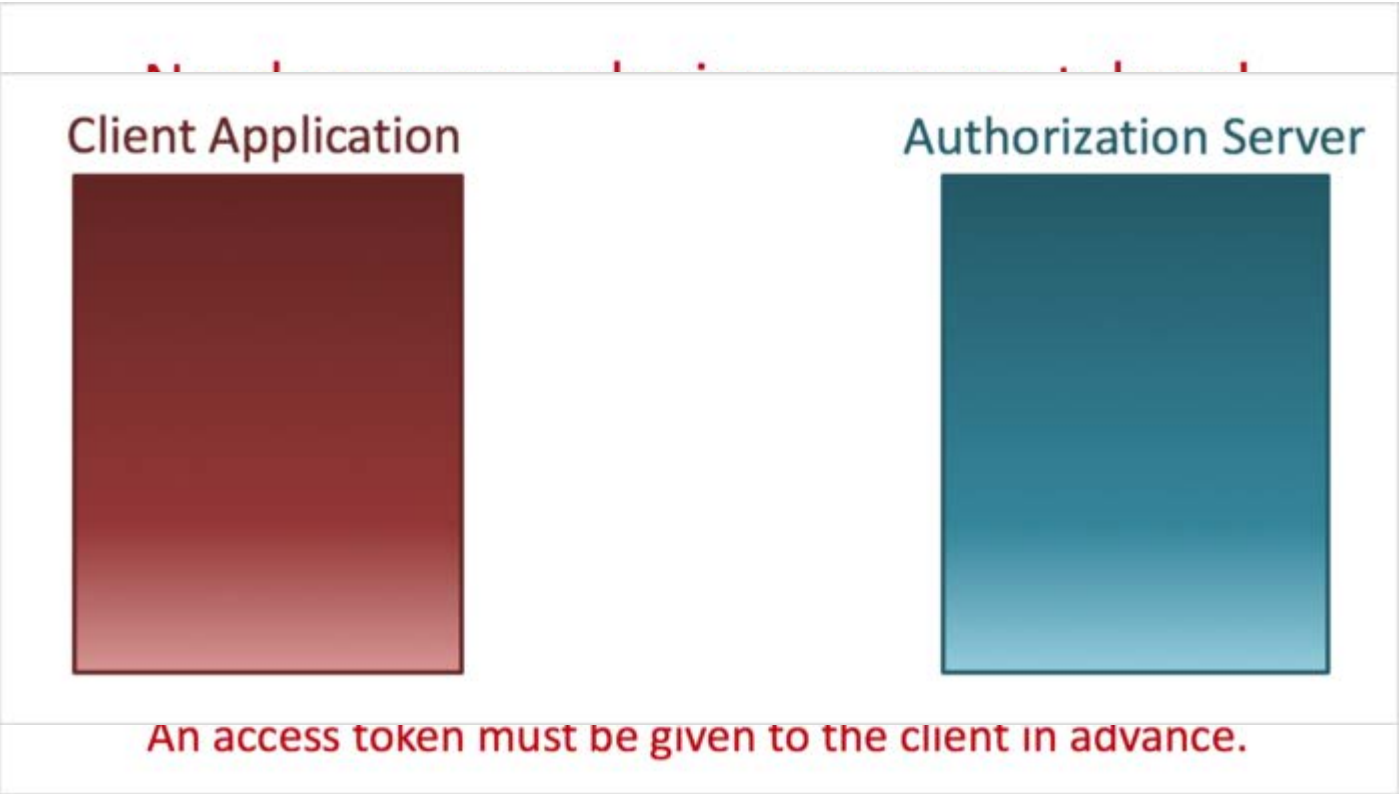 Client Application
Authorization Server
An access token must be given to the client in advance.